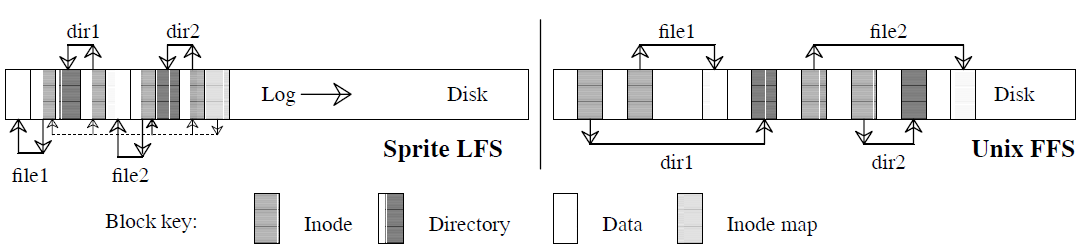 dir1 dir2
Log Disk
Sprite LFS
file1 file2
file1 file2
Disk
Unix FFS
dir1 dir2
Block key: Inode Directory Data Inode map